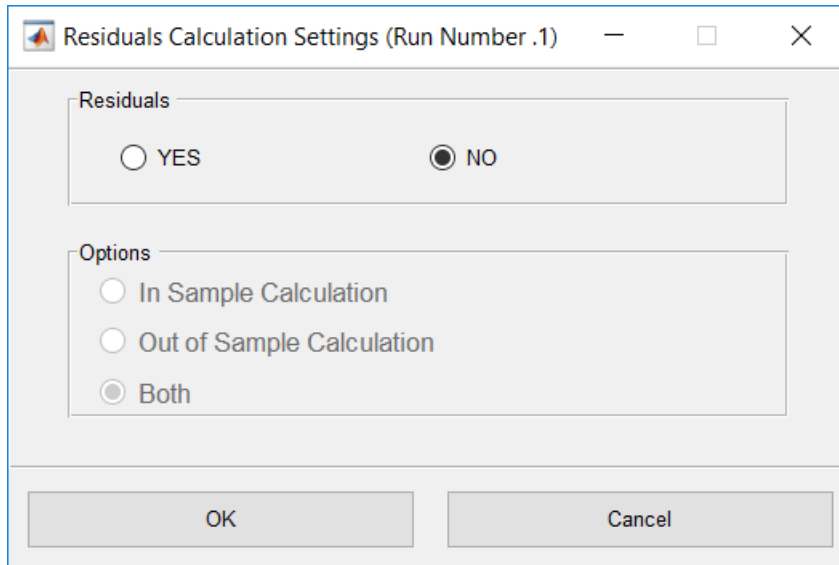 Residuals Calculation Settings (Run Number .1)
Residuals
YES NO
Options
In Sample Calculation
Out of Sample Calculation
Both
OK Cancel